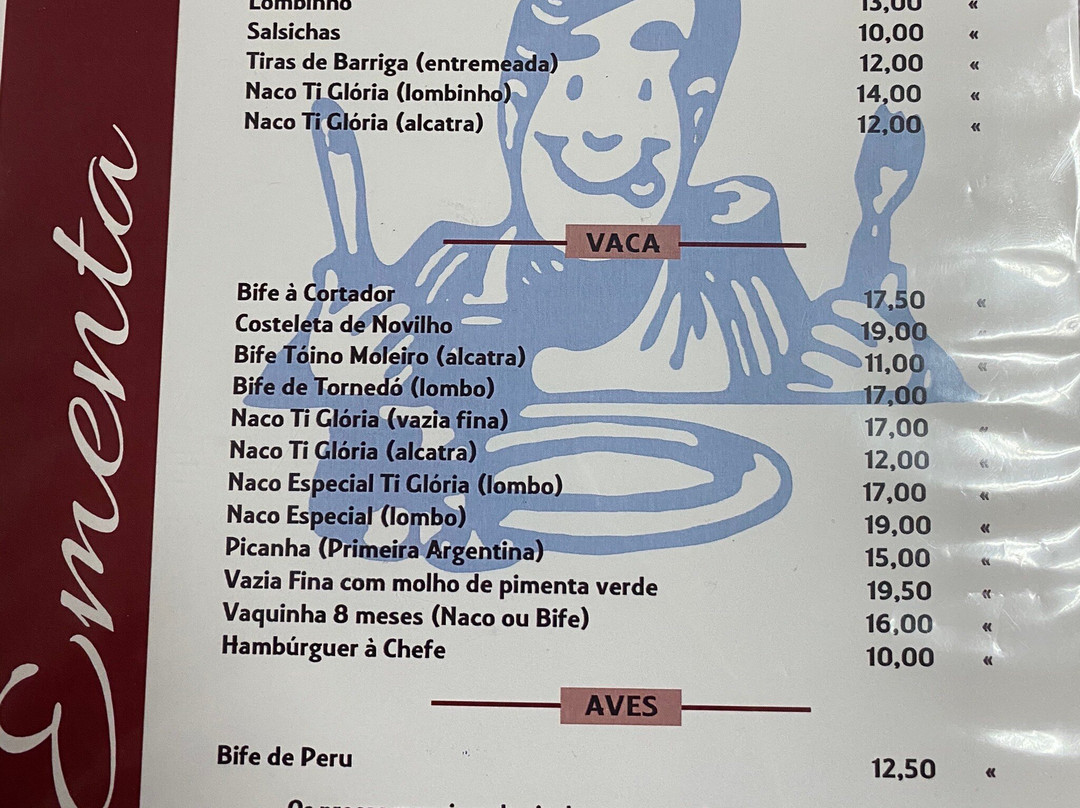 Ementa
Lombinho 13,00 «
Salsichas 10,00 «
Tiras de Barriga (entremeada) 12,00 «
Naco Ti Glória (lombinho) 14,00 «
Naco Ti Glória (alcatra) 12,00 «
VACA
Bife à Cortador 17,50 «
Costeleta de Novilho 19,00 «
Bife Tóino Moleiro (alcatra) 11,00 «
Bife de Tornedó (lombo) 17,00
Naco Ti Glória (vazia fina) 17,00 «
Naco Ti Glória (alcatra) 12,00 «
Naco Especial Ti Glória (lombo) 17,00 «
Naco Especial (lombo) 19,00 «
Picanha (Primeira Argentina) 15,00 «
Vazia Fina com molho de pimenta verde 19,50 «
Vaquinha 8 meses (Naco ou Bife) 16,00 «
Hambúrguer à Chefe 10,00 «
AVES
Bife de Peru 12,50 «